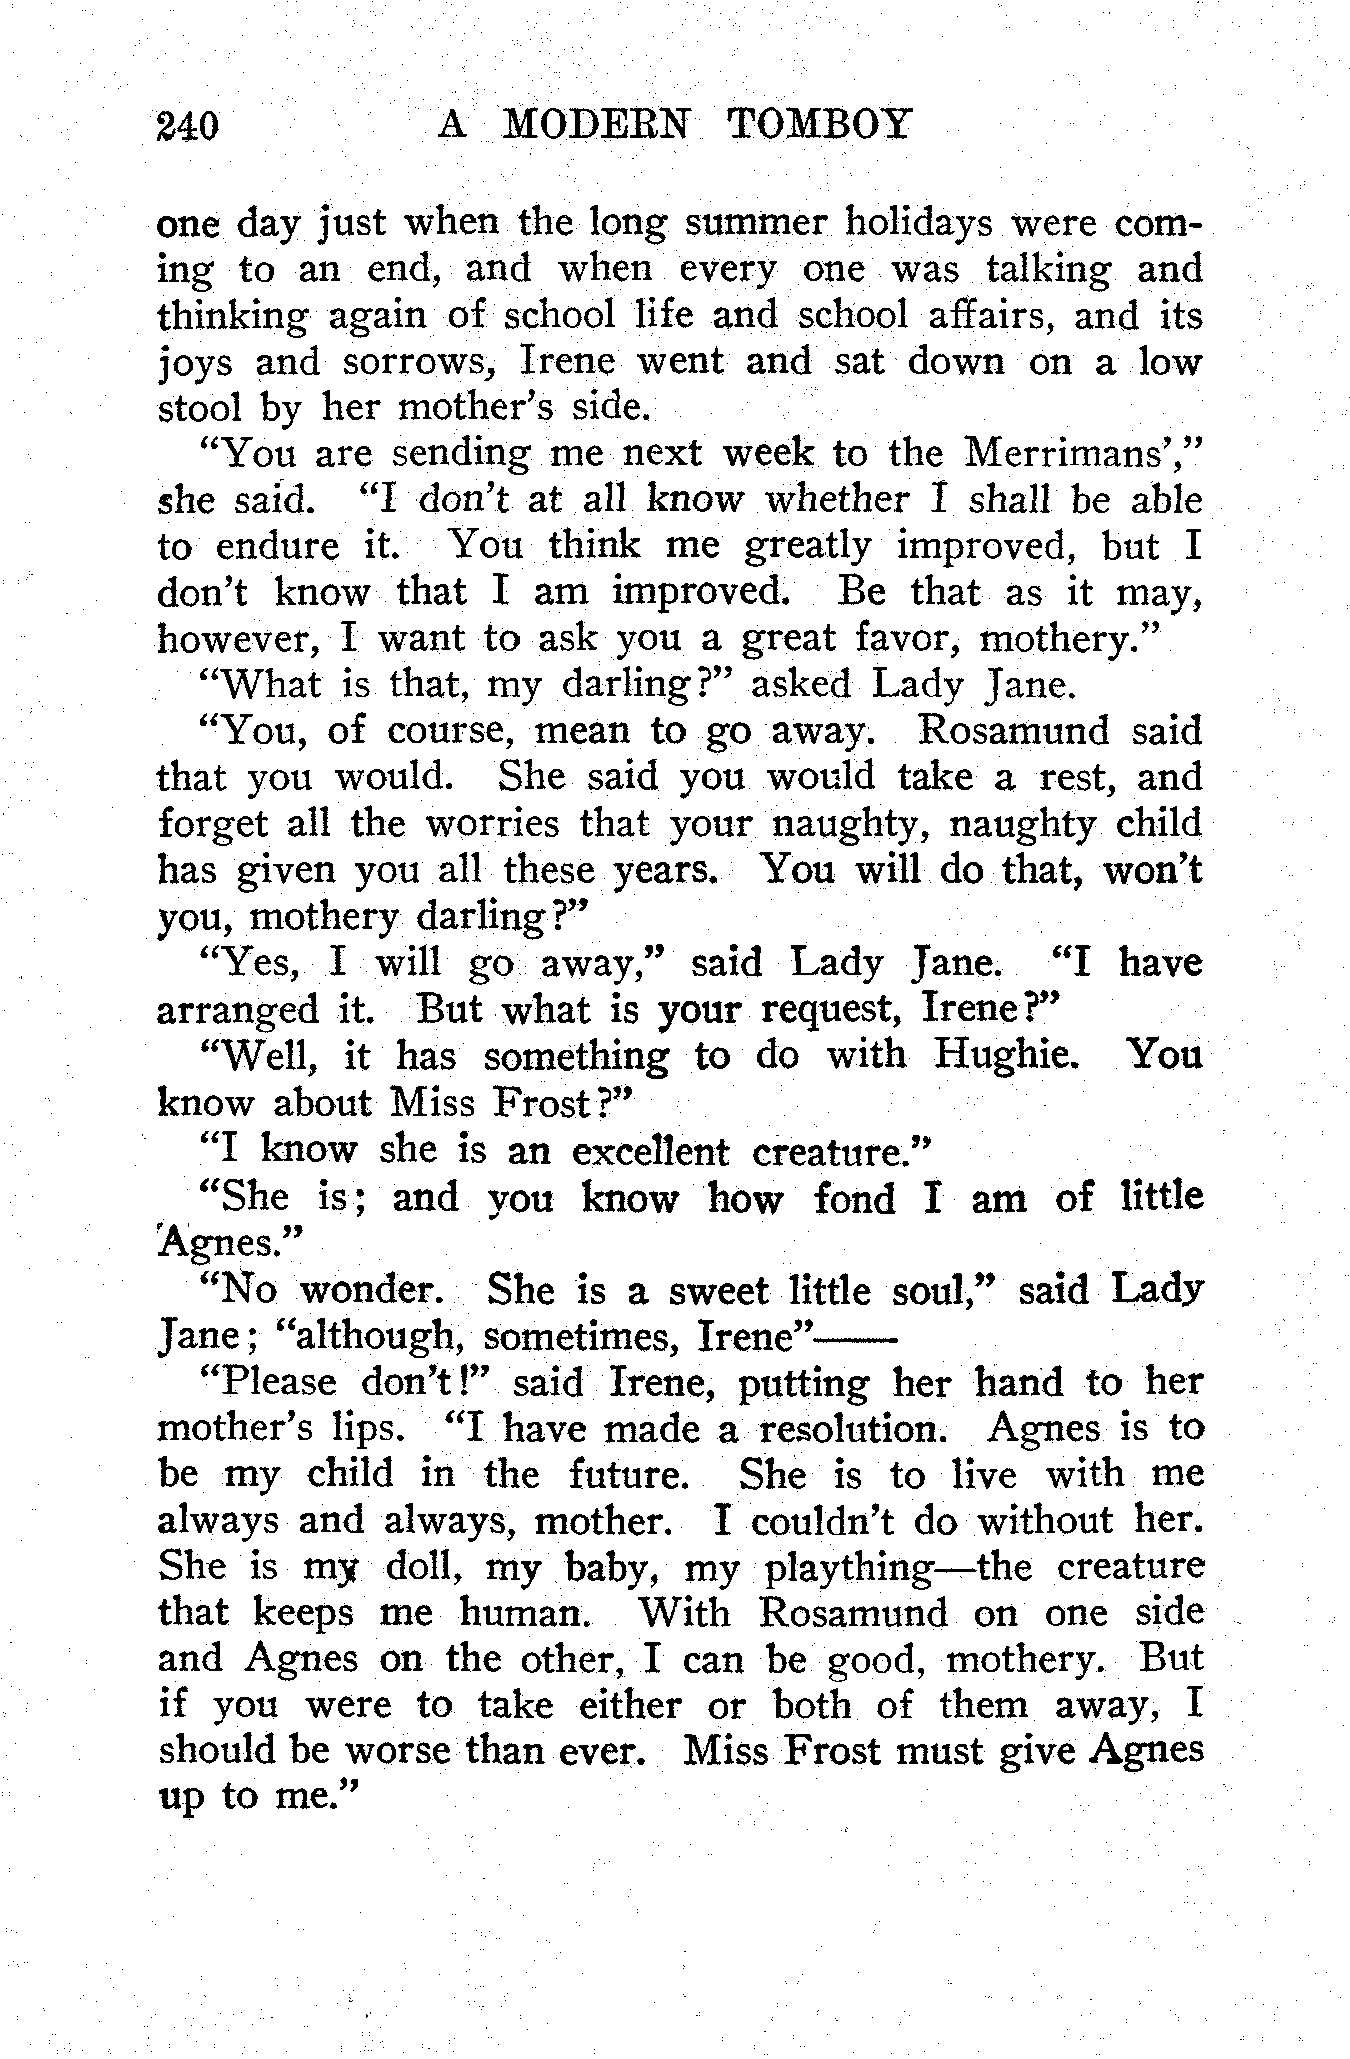 240 A MODERN TOMBOY
one day just when the long summer holidays were com-
ing to an end, and when every one was talking and
thinking again of school life and school affairs, and its
joys and sorrows, Irene went and sat down on a low
stool by her mother's side.
“You are sending me next week to the Merrimans’,”
she said. “I don't at all know whether I shall be able
to endure it. You think me greatly improved, but I
don't know that I am improved. Be that as it may,
however, I want to ask you a great favor, mothery.”
“What is that, my darling?” asked Lady Jane.
“You, of course, mean to go away. Rosamund said
that you would. She said you would take a rest, and
forget all the worries that your naughty, naughty child
has given you all these years. You will do that, won't
you, mothery darling?”
“Yes, I will go away,” said Lady Jane. “I have
arranged it. But what is your request, Irene?”
“Well, it has something to do with Hughie. You
know about Miss Frost?”
“I know she is an excellent creature.”
“She is; and you know how fond I am of little
Agnes.”
“No wonder. She is a sweet little soul,” said Lady
Jane; “although, sometimes, Irene”——
“Please don't!” said Irene, putting her hand to her
mother's lips. “I have made a resolution. Agnes is to
be my child in the future. She is to live with me
always and always, mother. I couldn't do without her.
She is my doll, my baby, my plaything—the creature
that keeps me human. With Rosamund on one side
and Agnes on the other, I can be good, mothery. But
if you were to take either or both of them away, I
should be worse than ever. Miss Frost must give Agnes
up to me.”